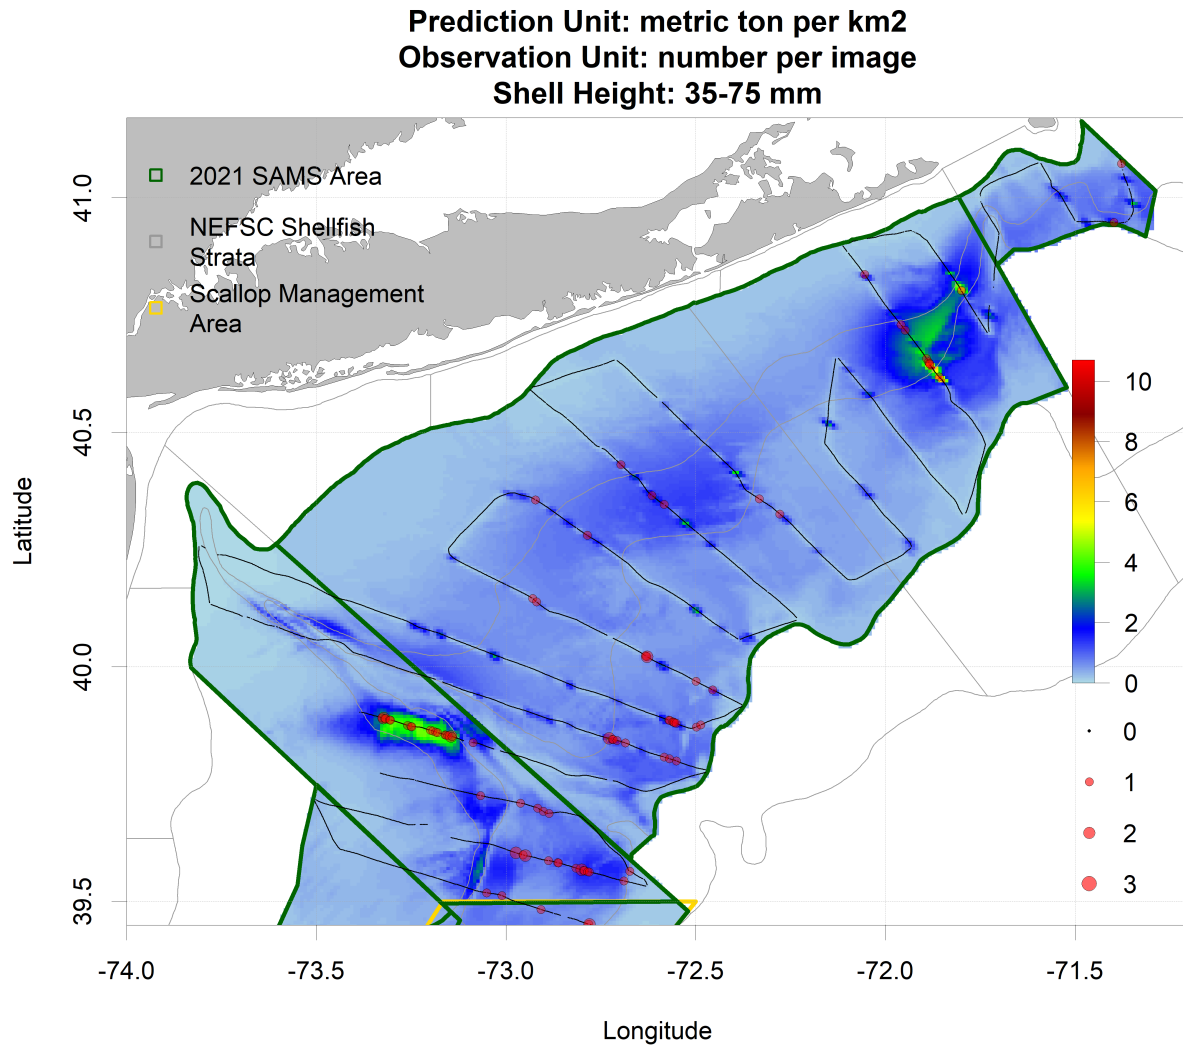 Prediction Unit: metric ton per km2
Observation Unit: number per image
Shell Height: 35-75 mm
2021 SAMS Area
NEFSC Shellfish
Strata
Scallop Management
Area
41.0
40.5
40.0
39.5
Latitude
10
8
6
4
2
0
0
1
2
3
-74.0
-73.5
-73.0
-72.5
-72.0
-71.5
Longitude